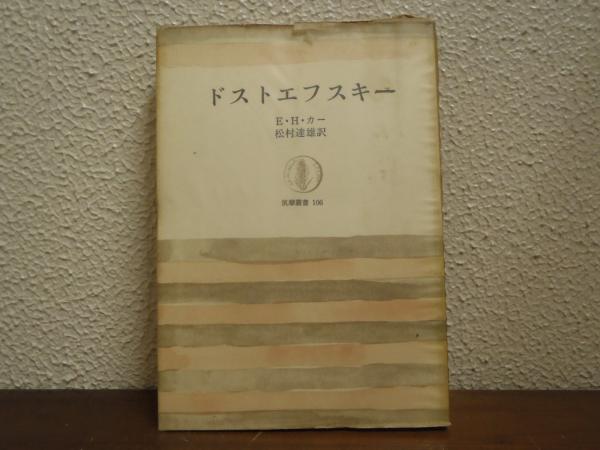 ドストエフスキー
E・H・カー
松村達雄訳
筑摩叢書 106